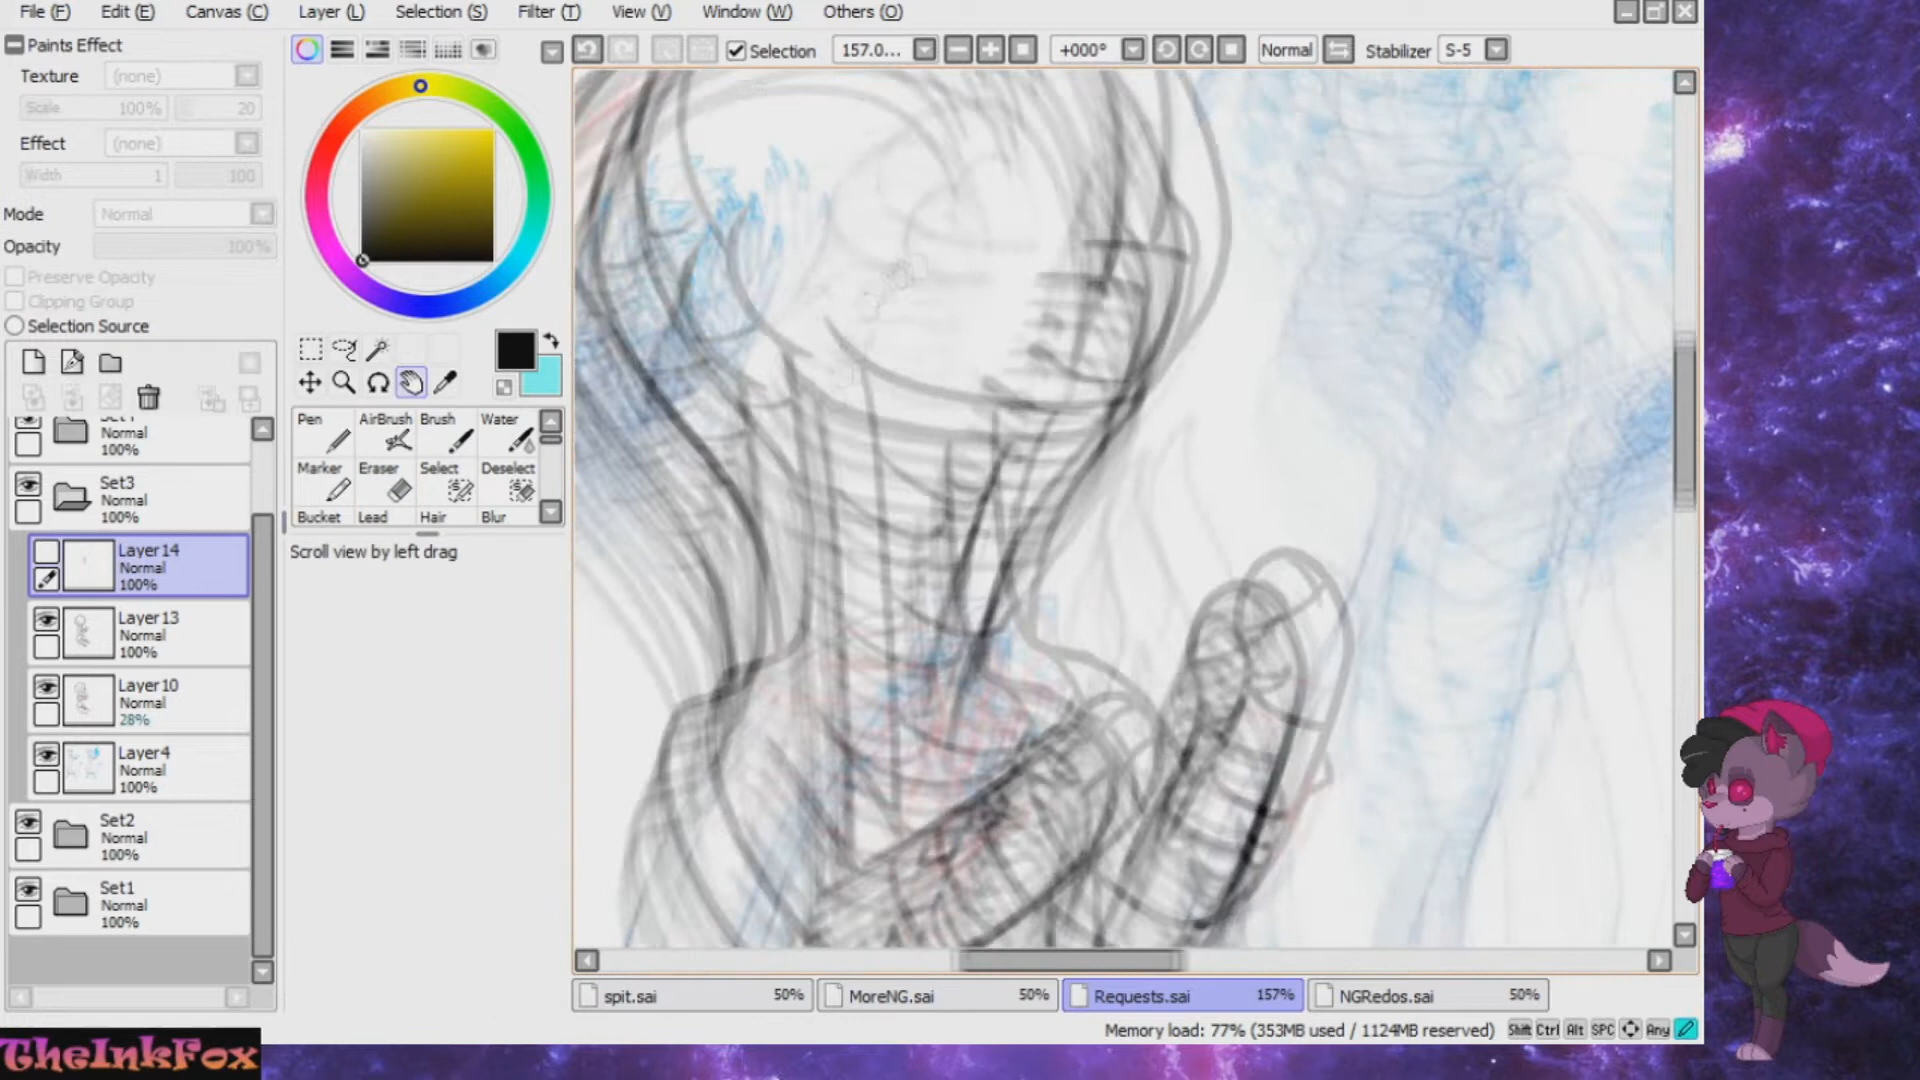 File (F) Edit (E) Canvas (C) Layer (L) Selection (S) Filter (T) View (V) Window (W) Others (O)
Paints Effect
Texture (none)
Scale 100% 20
Effect (none)
Width 1 100
Mode Normal
Opacity 100%
Preserve Opacity
Clipping Group
Selection Source
Selection 157.0... +000° Normal Stabilizer S-5
Normal
100%
Set3
Normal
100%
Layer14
Normal
100%
Layer13
Normal
100%
Layer10
Normal
28%
Layer4
Normal
100%
Set2
Normal
100%
Set1
Normal
100%
Pen AirBrush Brush Water
Marker Eraser Select Deselect
Bucket Lead Hair Blur
Scroll view by left drag
spit.sai 50% MoreNG.sai 50% Requests.sai 157% NGRedos.sai 50%
Memory load: 77% (353MB used / 1124MB reserved) Shift Ctrl Alt SPC Any
TheInkFox